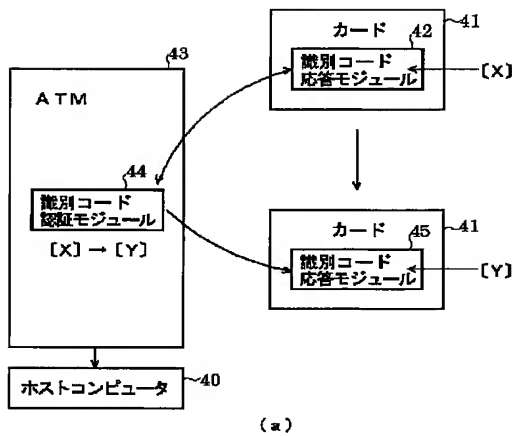 43
ATM
44
識別コード
認証モジュール
[X] → [Y]
ホストコンピュータ
40
カード
41
42
識別コード
応答モジュール
[X]
カード
41
45
識別コード
応答モジュール
[Y]
(a)